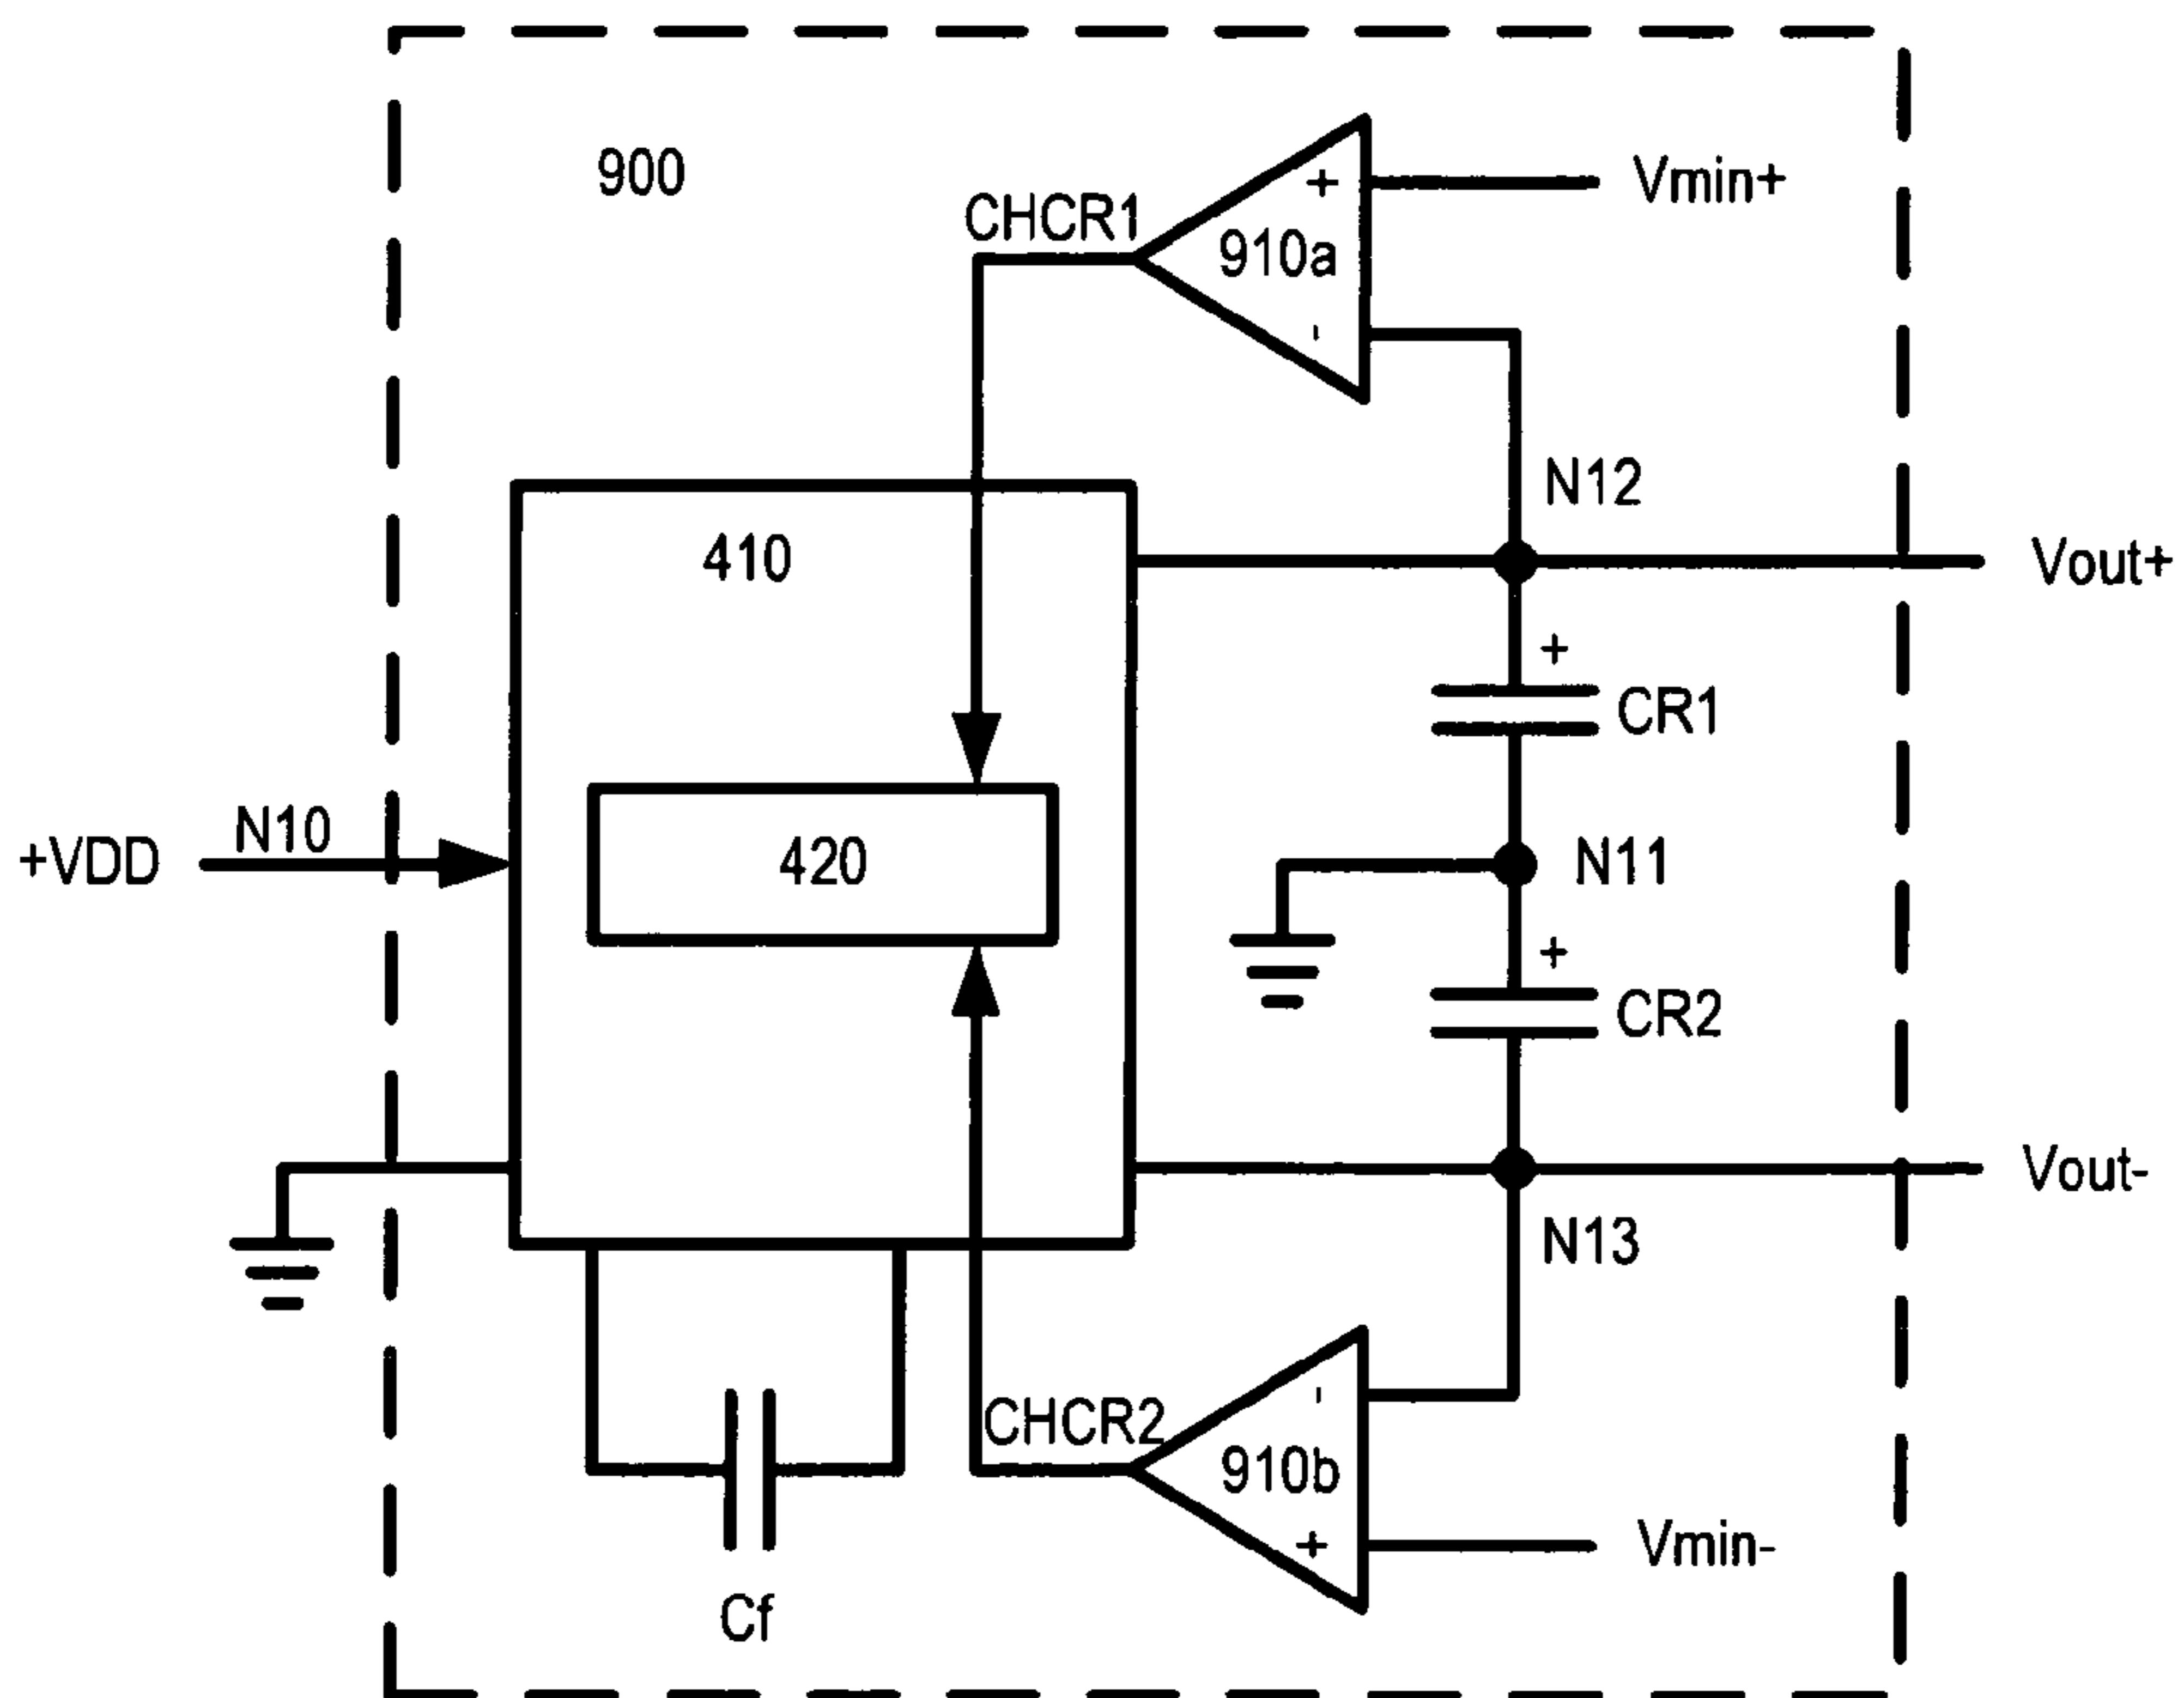 900
CHCR1
+
910a
-
Vmin+
N12
410
Vout+
+
CR1
+VDD
N10
420
N11
+
CR2
Vout-
N13
CHCR2
-
910b
+
Vmin-
Cf